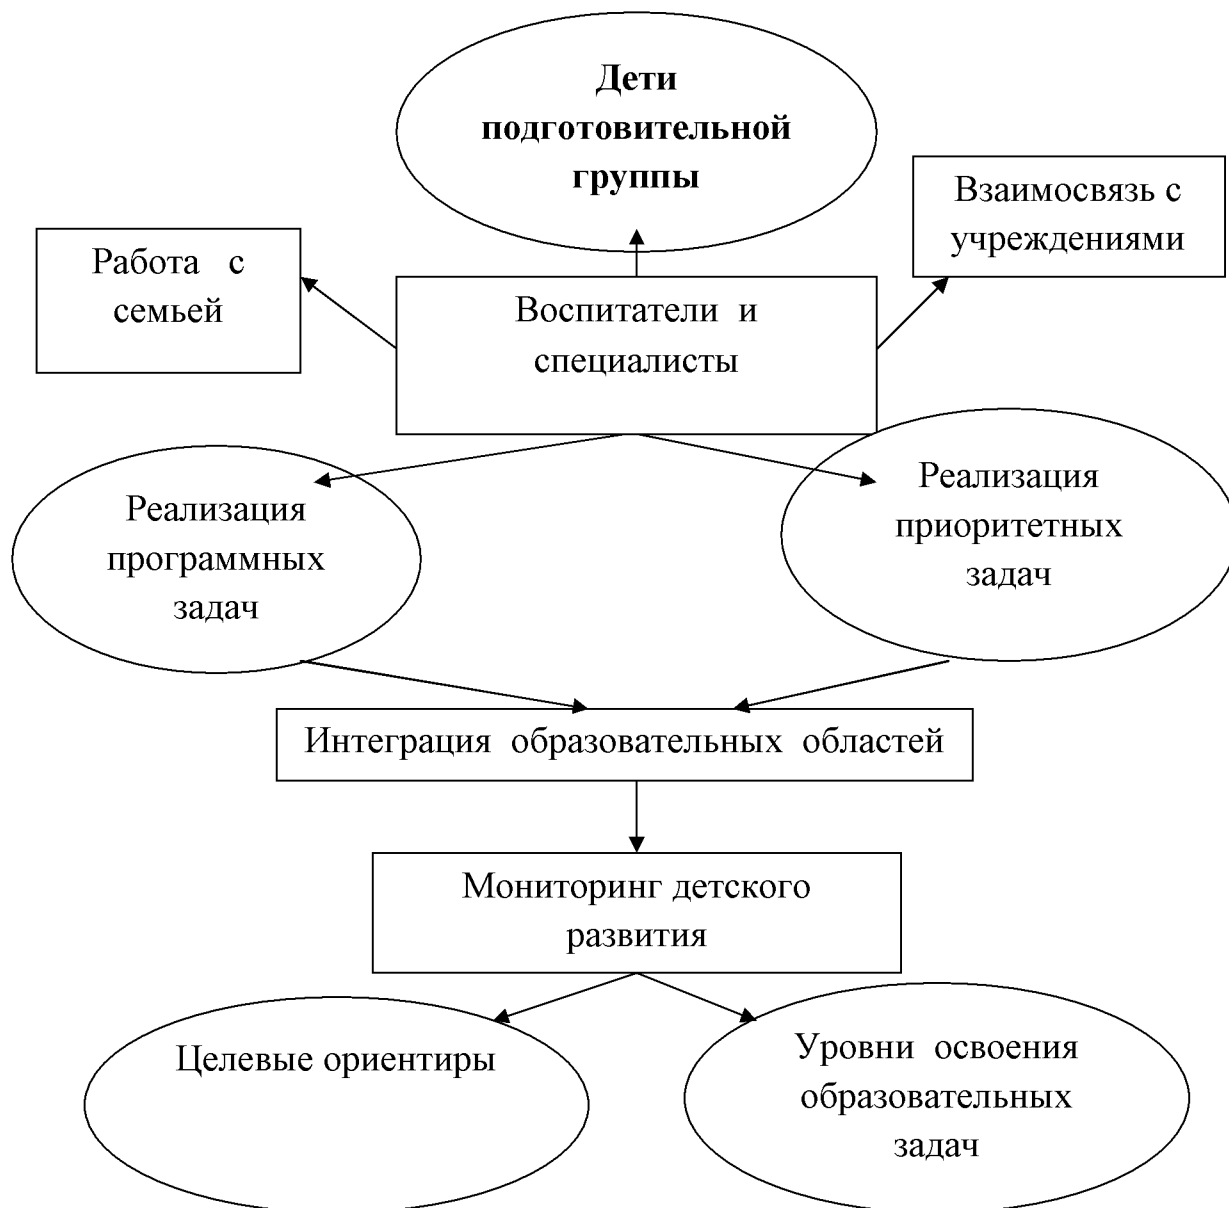 Дети
подготовительной
группы
Взаимосвязь с
учреждениями
Работа с
семьей
Воспитатели и
специалисты
Реализация
программных
задач
Реализация
приоритетных
задач
Интеграция образовательных областей
Мониторинг детского
развития
Целевые ориентиры
Уровни освоения
образовательных
задач